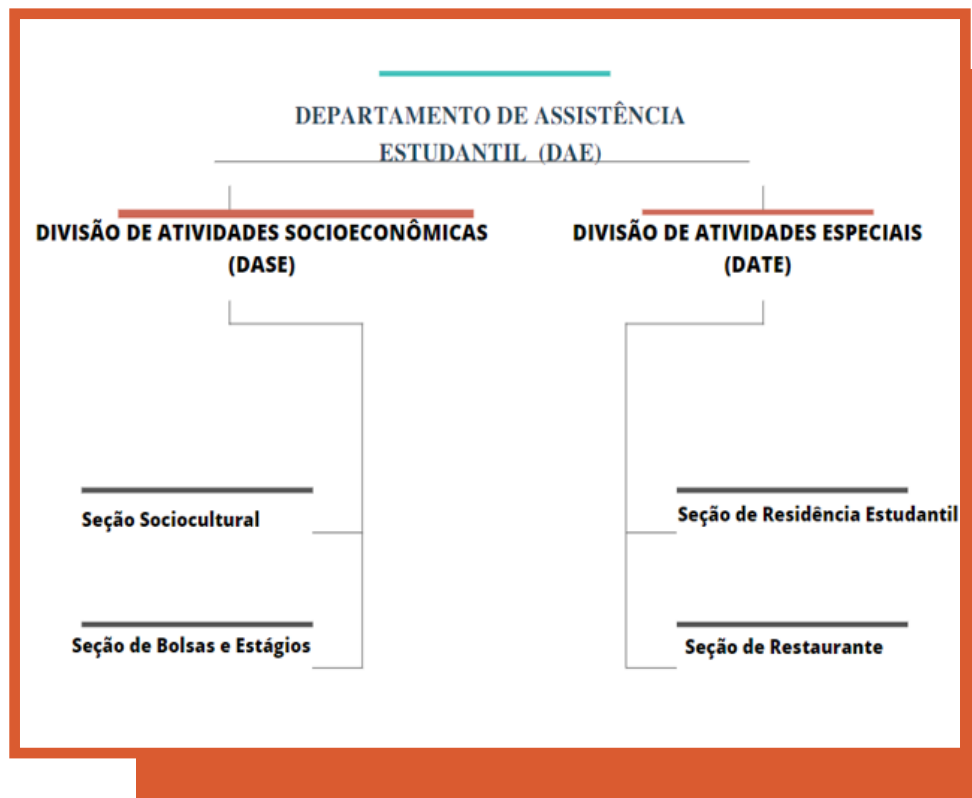 DEPARTAMENTO DE ASSISTÊNCIA
ESTUDANTIL (DAE)
DIVISÃO DE ATIVIDADES SOCIOECONÔMICAS
(DASE)
DIVISÃO DE ATIVIDADES ESPECIAIS
(DATE)
Seção Sociocultural
Seção de Bolsas e Estágios
Seção de Residência Estudantil
Seção de Restaurante